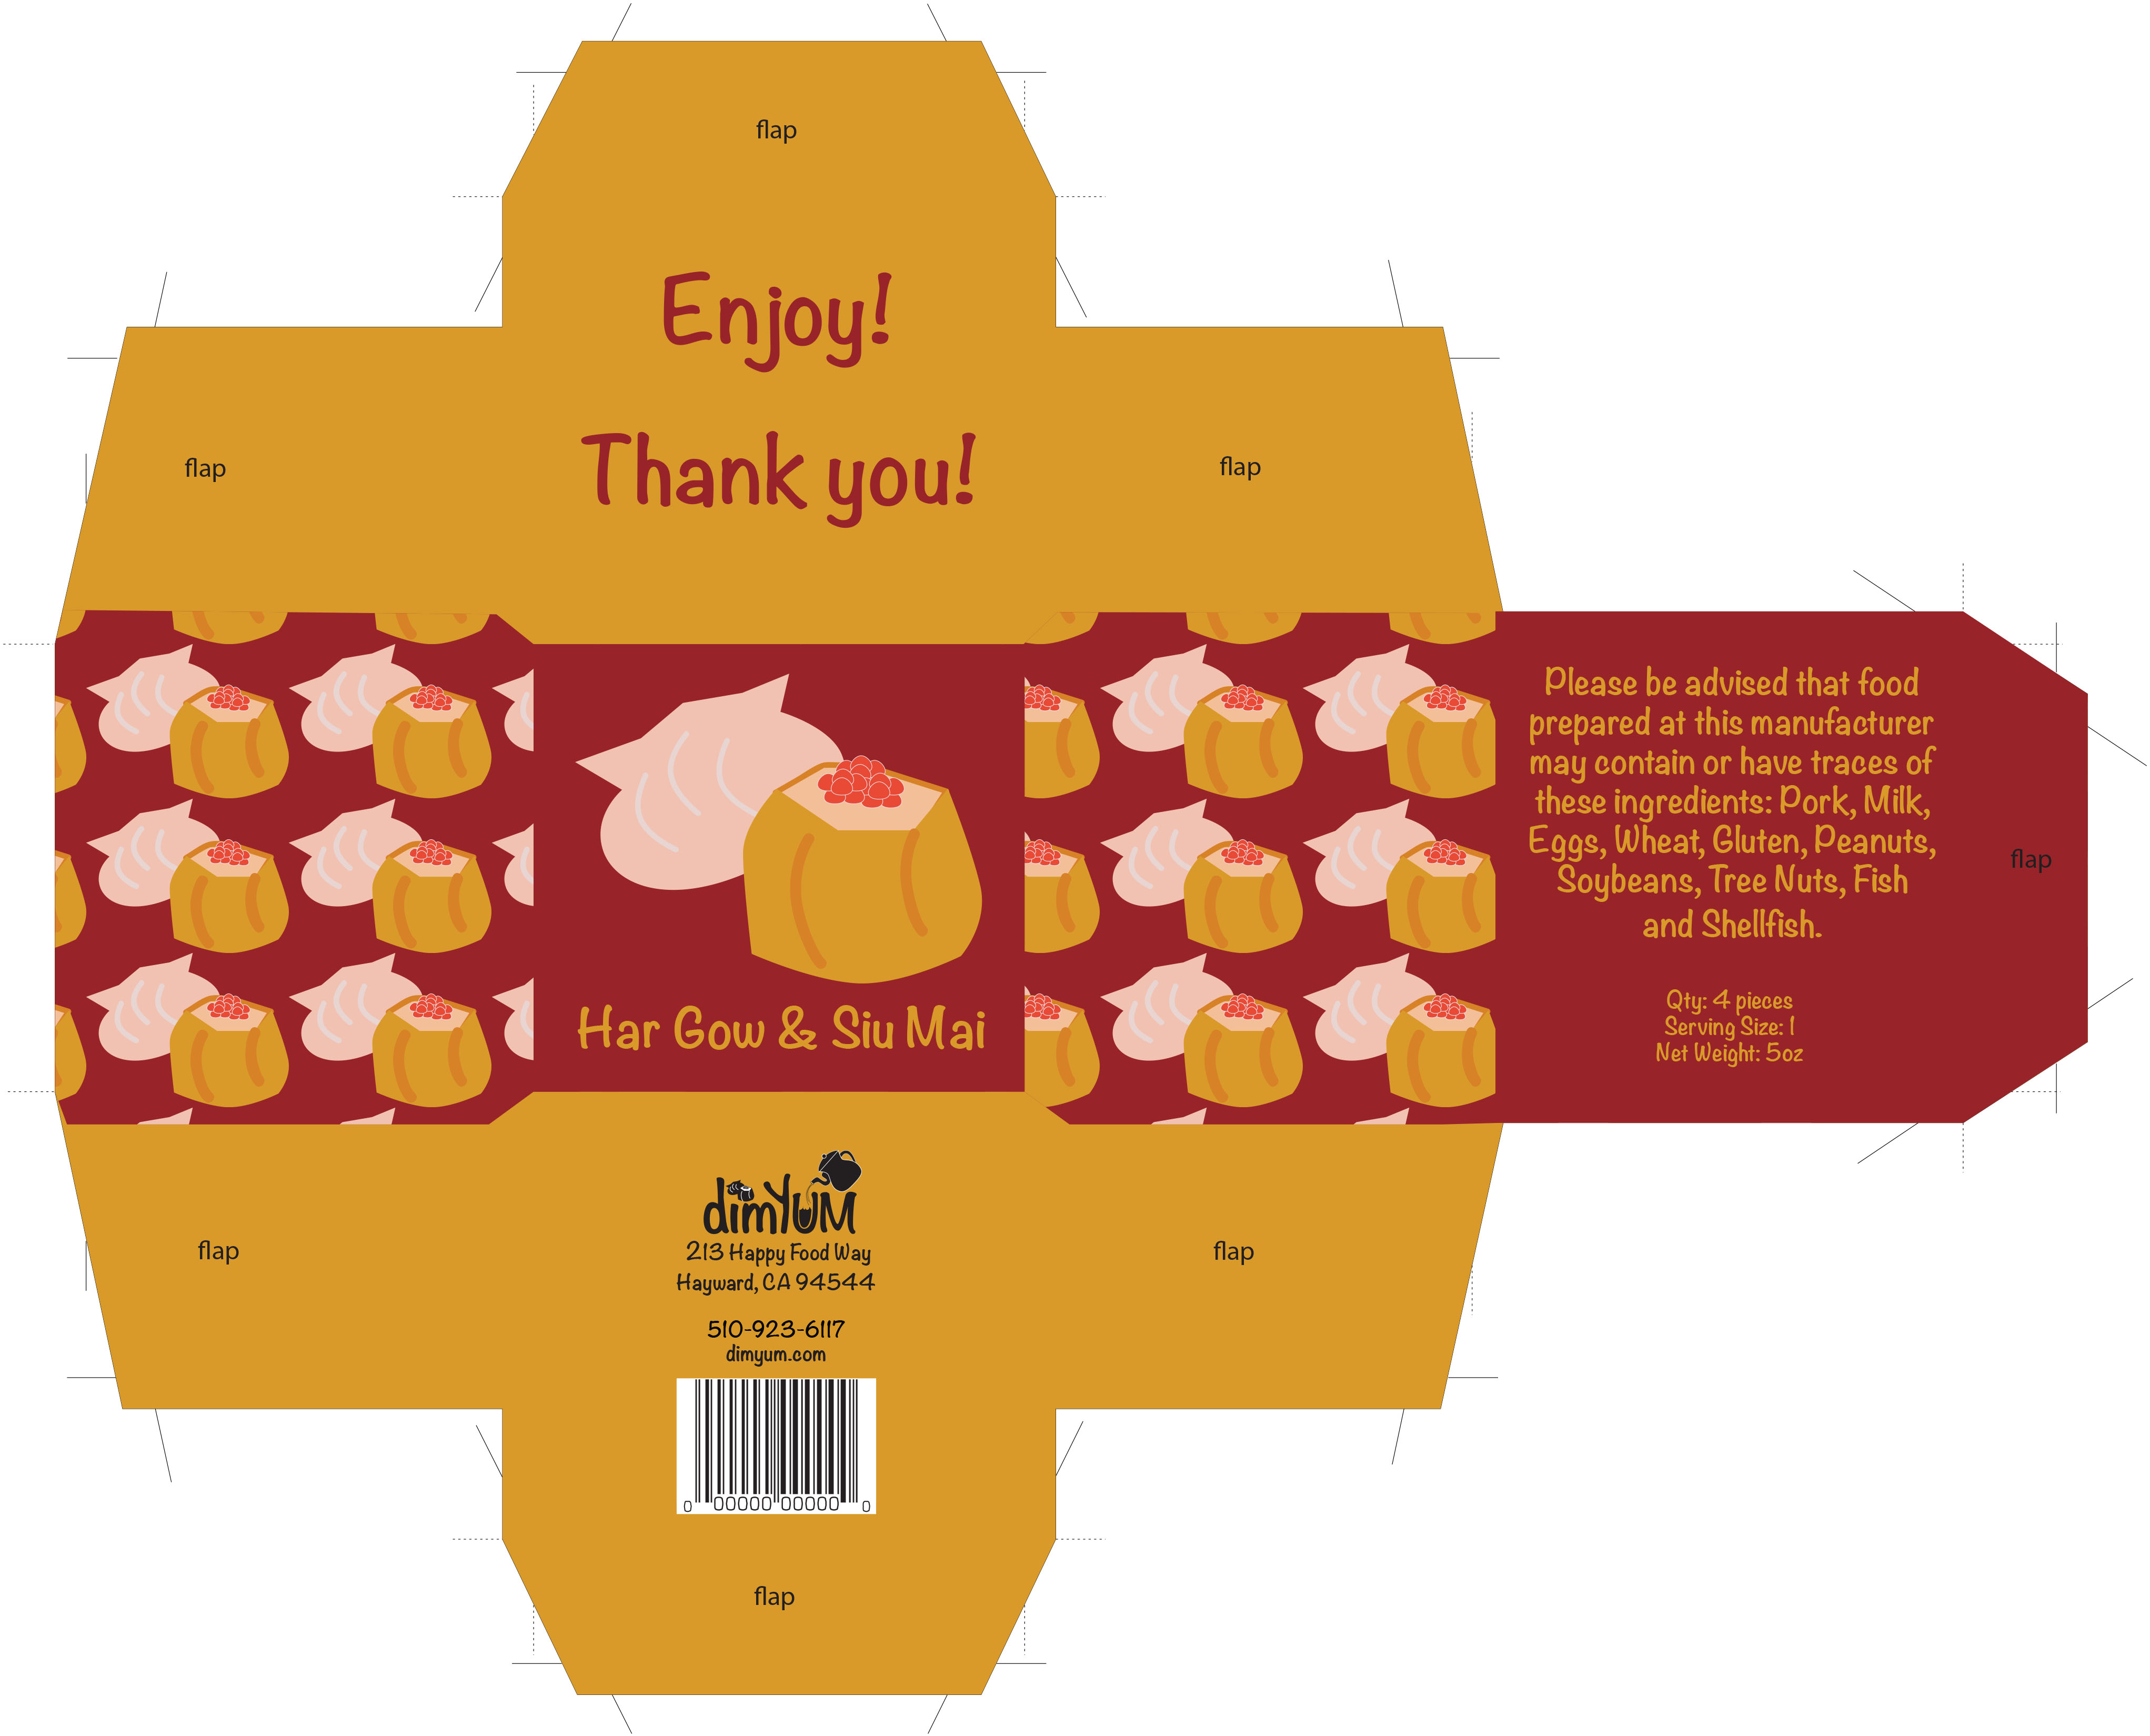 flap
Enjoy!
Thank you!
flap
flap
Har Gow & Siu Mai
Please be advised that food
prepared at this manufacturer
may contain or have traces of
these ingredients: Pork, Milk,
Eggs, Wheat, Gluten, Peanuts,
Soybeans, Tree Nuts, Fish
and Shellfish.
Qty: 4 pieces
Serving Size: 1
Net Weight: 5oz
flap
dimYUM
213 Happy Food Way
Hayward, CA 94544
510-923-6117
dimyum.com
0 00000 00000 0
flap
flap
flap